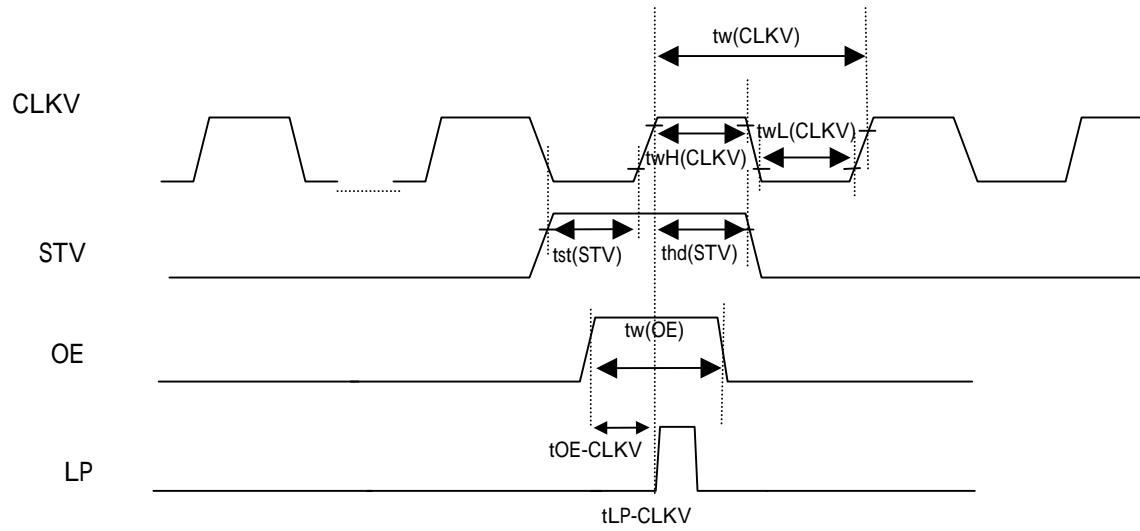 tw(CLKV)
CLKV
twH(CLKV)
twL(CLKV)
STV
tst(STV)
thd(STV)
OE
tw(OE)
tOE-CLKV
LP
tLP-CLKV